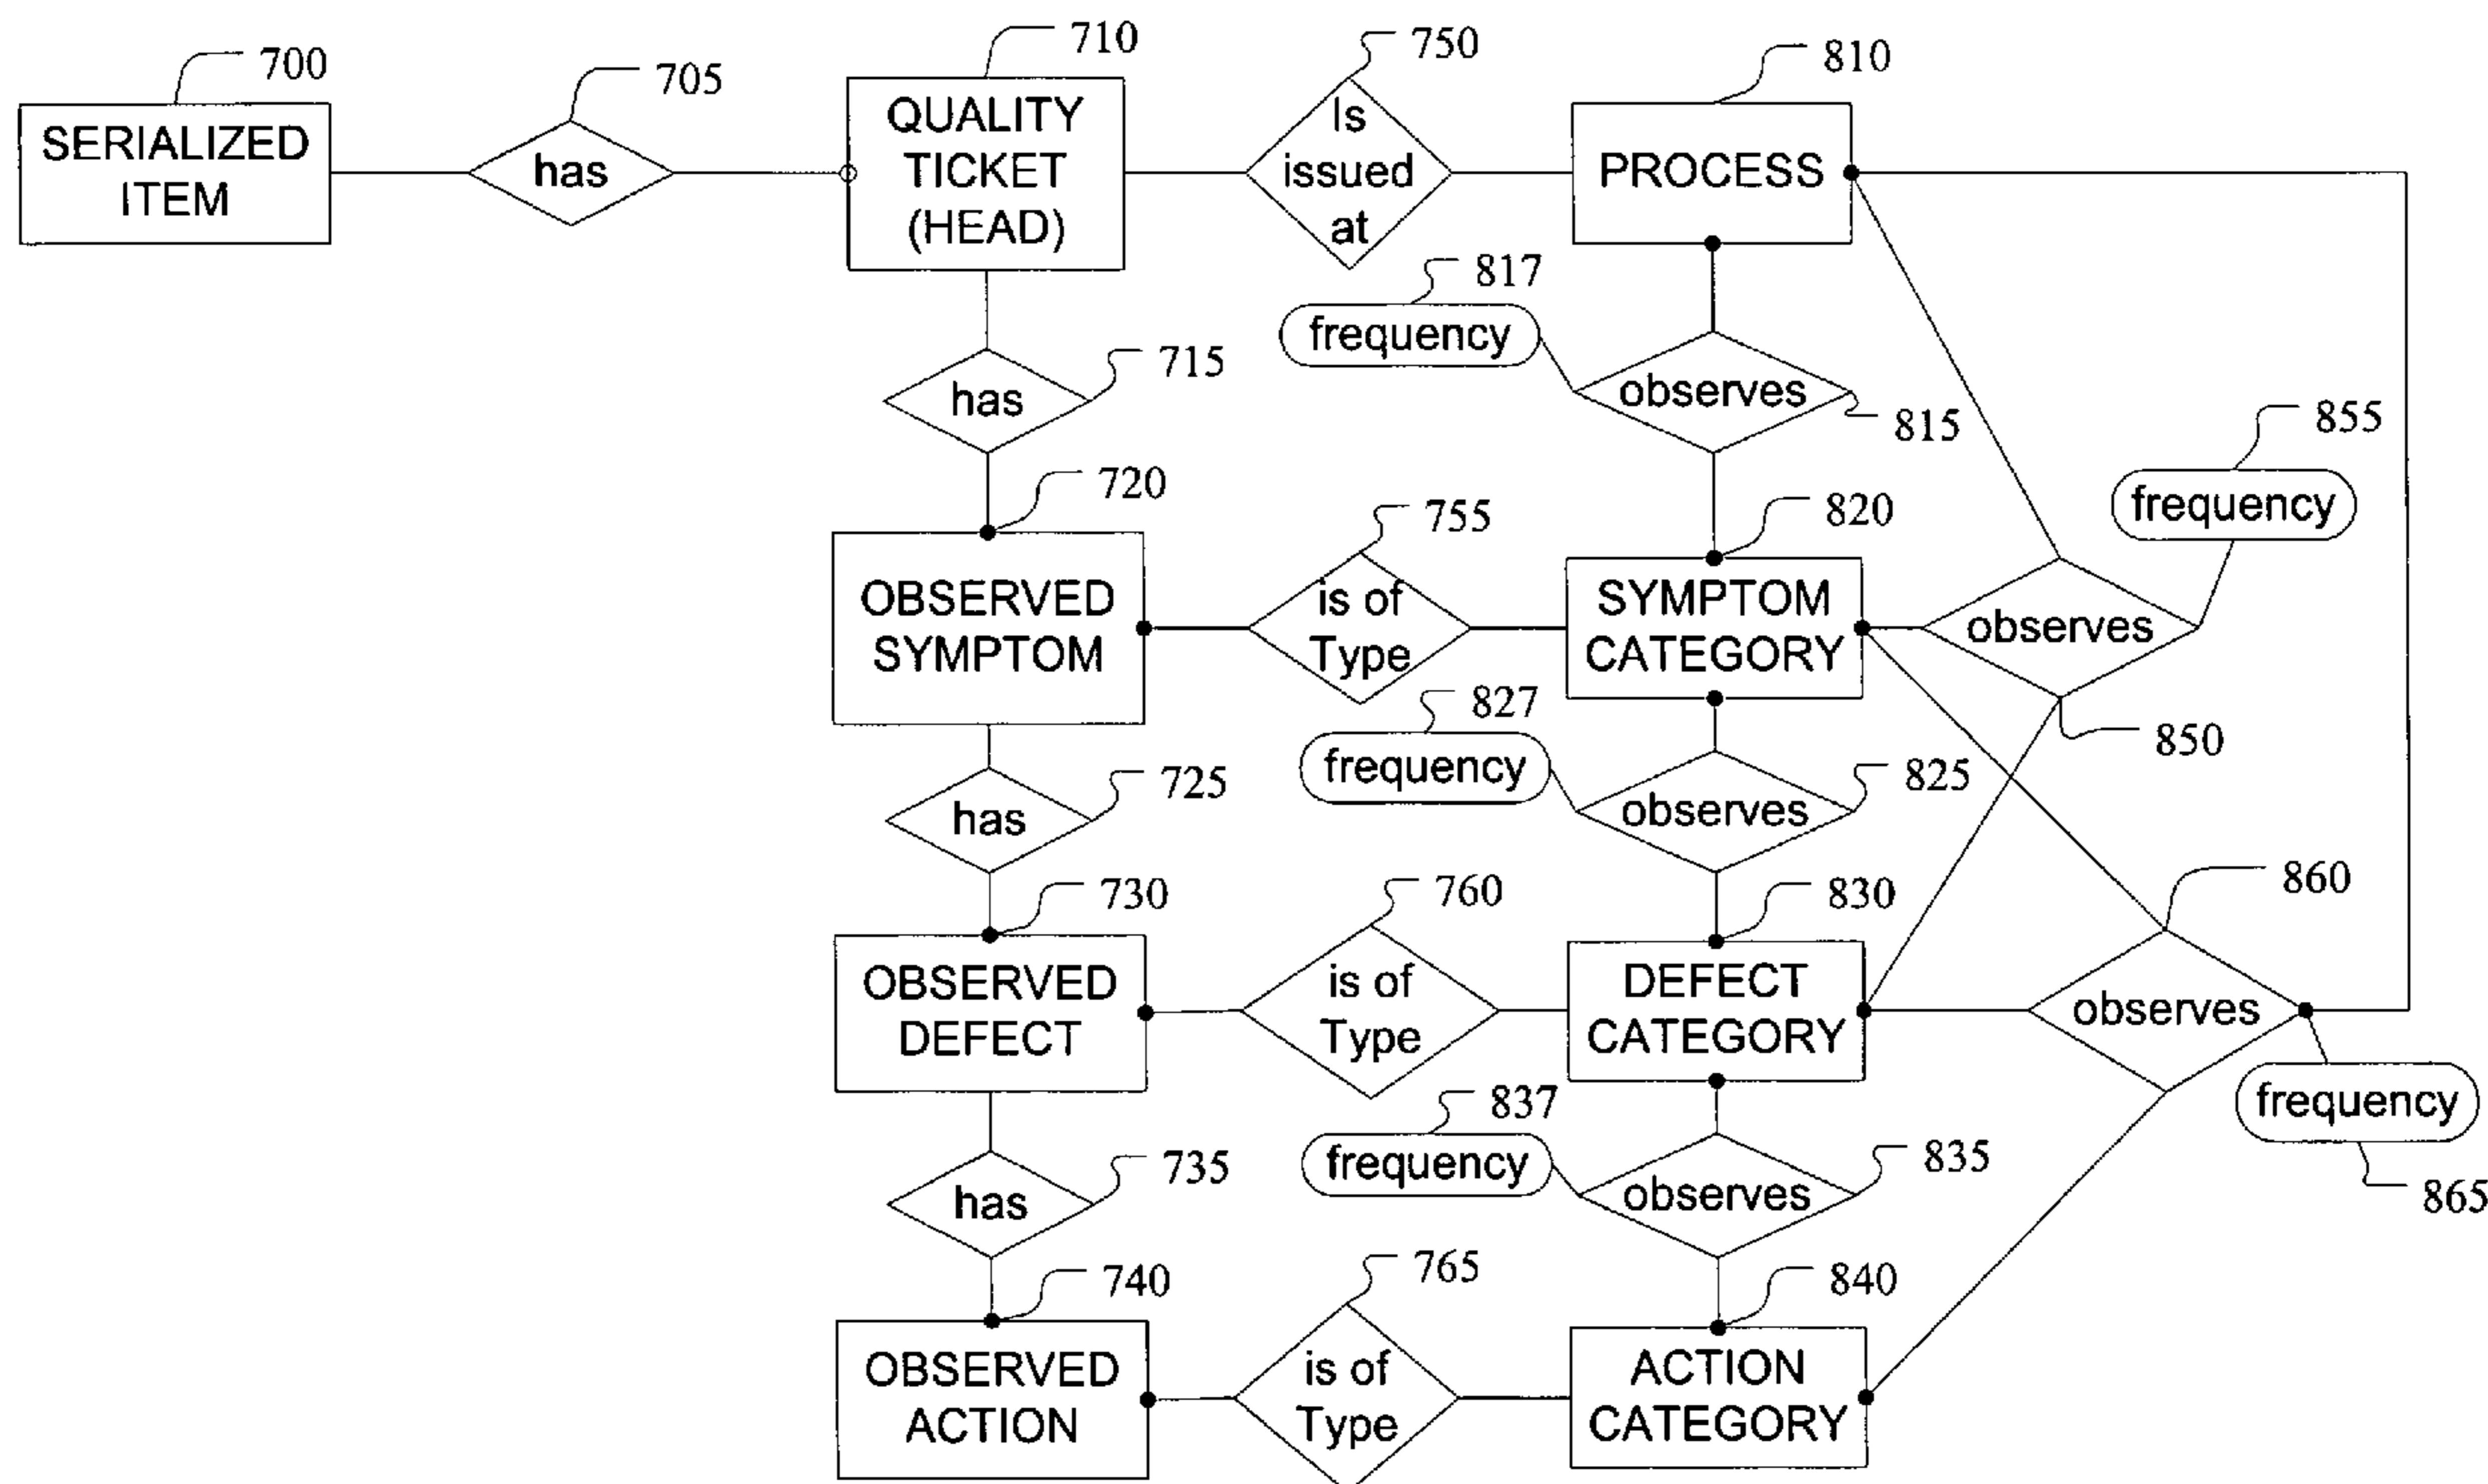 700
SERIALIZED
ITEM
705
has
710
QUALITY
TICKET
(HEAD)
750
Is
issued
at
810
PROCESS
817
frequency
observes
815
715
has
855
frequency
720
OBSERVED
SYMPTOM
755
is of
Type
820
SYMPTOM
CATEGORY
observes
850
827
frequency
observes
825
725
has
730
OBSERVED
DEFECT
760
is of
Type
830
DEFECT
CATEGORY
860
observes
frequency
865
837
frequency
observes
835
735
has
740
OBSERVED
ACTION
765
is of
Type
840
ACTION
CATEGORY